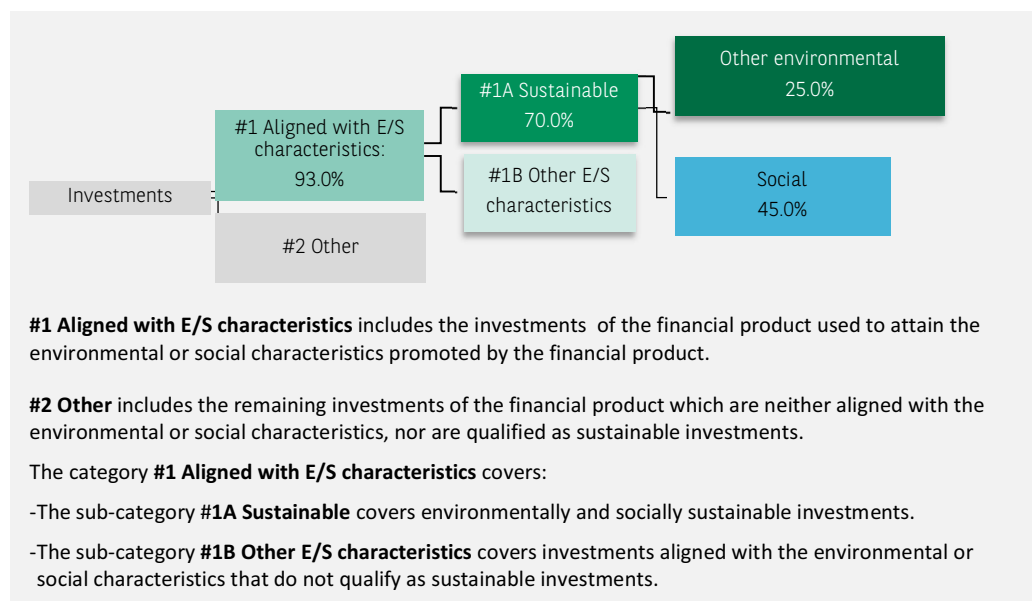 Other environmental
25.0%
#1A Sustainable
70.0%
#1 Aligned with E/S
characteristics:
93.0%
#1B Other E/S
characteristics
Social
45.0%
Investments
#2 Other
#1 Aligned with E/S characteristics includes the investments of the financial product used to attain the
environmental or social characteristics promoted by the financial product.
#2 Other includes the remaining investments of the financial product which are neither aligned with the
environmental or social characteristics, nor are qualified as sustainable investments.
The category #1 Aligned with E/S characteristics covers:
-The sub-category #1A Sustainable covers environmentally and socially sustainable investments.
-The sub-category #1B Other E/S characteristics covers investments aligned with the environmental or
social characteristics that do not qualify as sustainable investments.